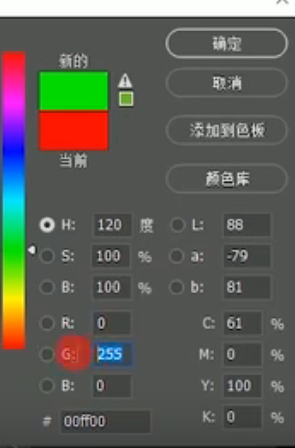 确定
新的
取消
添加到色板
当前
颜色库
H: 120 度 L: 88
S: 100 % a: -79
B: 100 % b: 81
R: 0 C: 61 %
G: 255 M: 0 %
B: 0 Y: 100 %
# 00ff00 K: 0 %